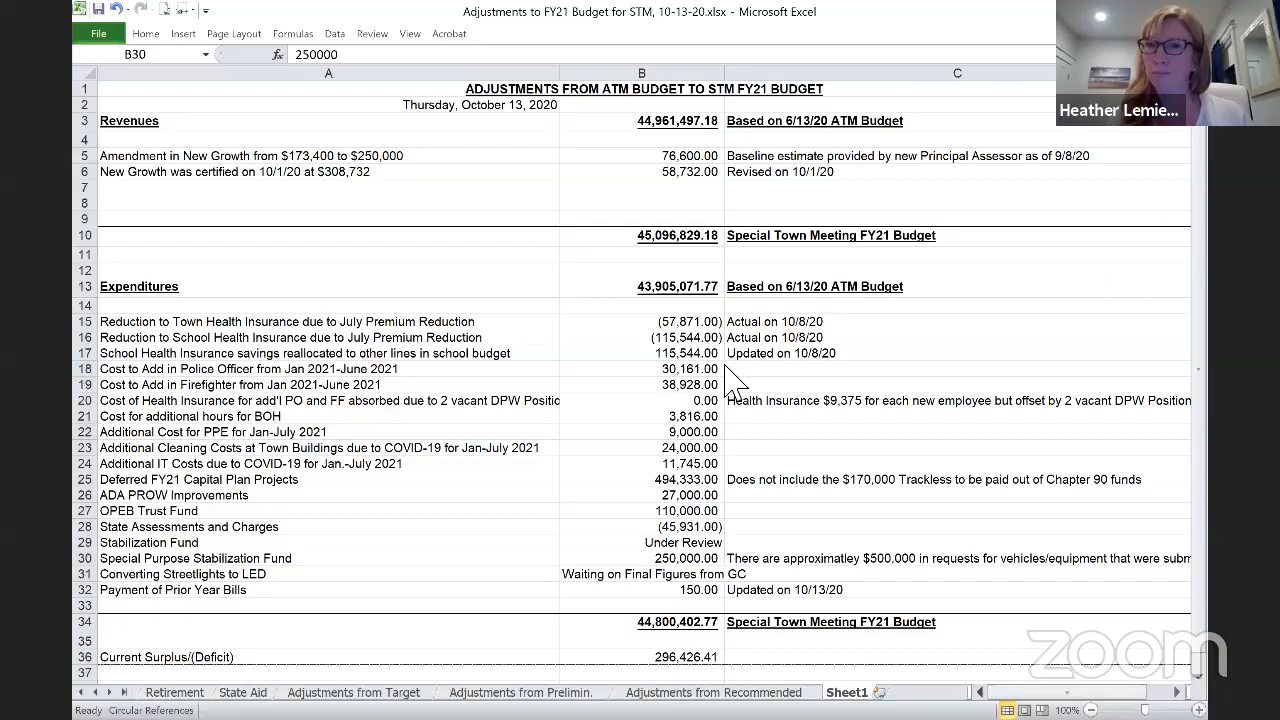 Adjustments to FY21 Budget for STM, 10-13-20.xlsx - Microsoft Excel
File Home Insert Page Layout Formulas Data Review View Acrobat
B30 fx 250000
Heather Lemie...
A B C
1 ADJUSTMENTS FROM ATM BUDGET TO STM FY21 BUDGET
2 Thursday, October 13, 2020
3 Revenues 44,961,497.18 Based on 6/13/20 ATM Budget
4
5 Amendment in New Growth from $173,400 to $250,000 76,600.00 Baseline estimate provided by new Principal Assessor as of 9/8/20
6 New Growth was certified on 10/1/20 at $308,732 58,732.00 Revised on 10/1/20
7
8
9
10 45,096,829.18 Special Town Meeting FY21 Budget
11
12
13 Expenditures 43,905,071.77 Based on 6/13/20 ATM Budget
14
15 Reduction to Town Health Insurance due to July Premium Reduction (57,871.00) Actual on 10/8/20
16 Reduction to School Health Insurance due to July Premium Reduction (115,544.00) Actual on 10/8/20
17 School Health Insurance savings reallocated to other lines in school budget 115,544.00 Updated on 10/8/20
18 Cost to Add in Police Officer from Jan 2021-June 2021 30,161.00
19 Cost to Add in Firefighter from Jan 2021-June 2021 38,928.00
20 Cost of Health Insurance for add'l PO and FF absorbed due to 2 vacant DPW Positio 0.00 Health Insurance $9,375 for each new employee but offset by 2 vacant DPW Position
21 Cost for additional hours for BOH 3,816.00
22 Additional Cost for PPE for Jan-July 2021 9,000.00
23 Additional Cleaning Costs at Town Buildings due to COVID-19 for Jan-July 2021 24,000.00
24 Additional IT Costs due to COVID-19 for Jan.-July 2021 11,745.00
25 Deferred FY21 Capital Plan Projects 494,333.00 Does not include the $170,000 Trackless to be paid out of Chapter 90 funds
26 ADA PROW Improvements 27,000.00
27 OPEB Trust Fund 110,000.00
28 State Assessments and Charges (45,931.00)
29 Stabilization Fund Under Review
30 Special Purpose Stabilization Fund 250,000.00 There are approximatley $500,000 in requests for vehicles/equipment that were subm
31 Converting Streetlights to LED Waiting on Final Figures from GC
32 Payment of Prior Year Bills 150.00 Updated on 10/13/20
33
34 44,800,402.77 Special Town Meeting FY21 Budget
35
36 Current Surplus/(Deficit) 296,426.41
37
zoom
Retirement State Aid Adjustments from Target Adjustments from Prelimin. Adjustments from Recommended Sheet1
Ready Circular References 100%